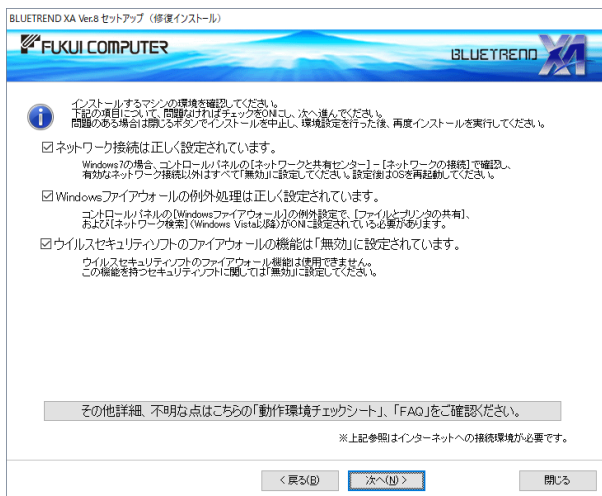 BLUETREND XA Ver.8 セットアップ（修復インストール）
FUKUI COMPUTER
BLUETREND XA
インストールするマシンの環境を確認してください。
下記の項目について、問題なければチェックをONにし、次へ進んでください。
問題のある場合は閉じるボタンでインストールを中止し、環境設定を行った後、再度インストールを実行してください。
ネットワーク接続は正しく設定されています。
Windows7の場合、コントロールパネルの[ネットワークと共有センター]－[ネットワークの接続]で確認し、
有効なネットワーク接続以外はすべて「無効」に設定してください。設定後はOSを再起動してください。
Windowsファイアウォールの例外処理は正しく設定されています。
コントロールパネルの[Windowsファイアウォール]の例外設定で、[ファイルとプリンタの共有]、
および[ネットワーク検索](Windows Vista以降)がONに設定されている必要があります。
ウイルスセキュリティソフトのファイアウォールの機能は「無効」に設定されています。
ウイルスセキュリティソフトのファイアウォール機能は使用できません。
この機能を持つセキュリティソフトに関しては「無効」に設定してください。
その他詳細、不明な点はこちらの「動作環境チェックシート」、「FAQ」をご確認ください。
※上記参照はインターネットへの接続環境が必要です。
< 戻る(B) 次へ(N) > 閉じる